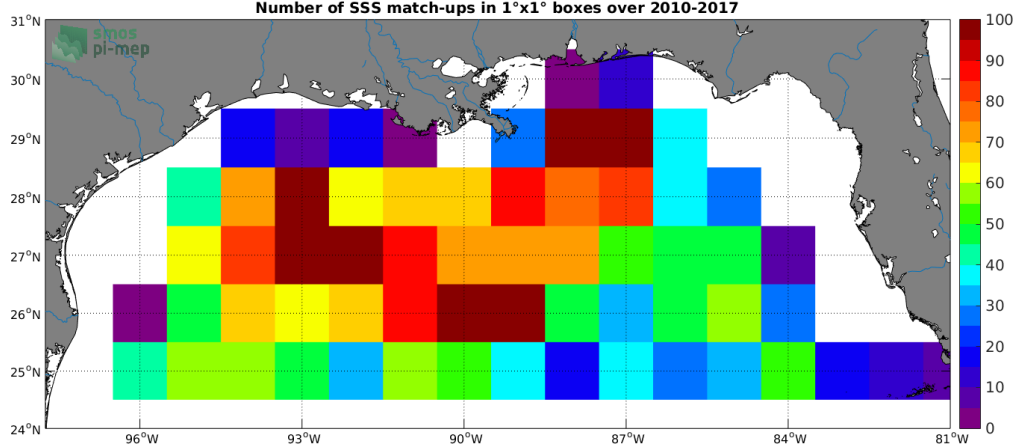 Number of SSS match-ups in 1°x1° boxes over 2010-2017
smos
pi-mep
31°N
30°N
29°N
28°N
27°N
26°N
25°N
24°N
96°W
93°W
90°W
87°W
84°W
81°W
100
90
80
70
60
50
40
30
20
10
0